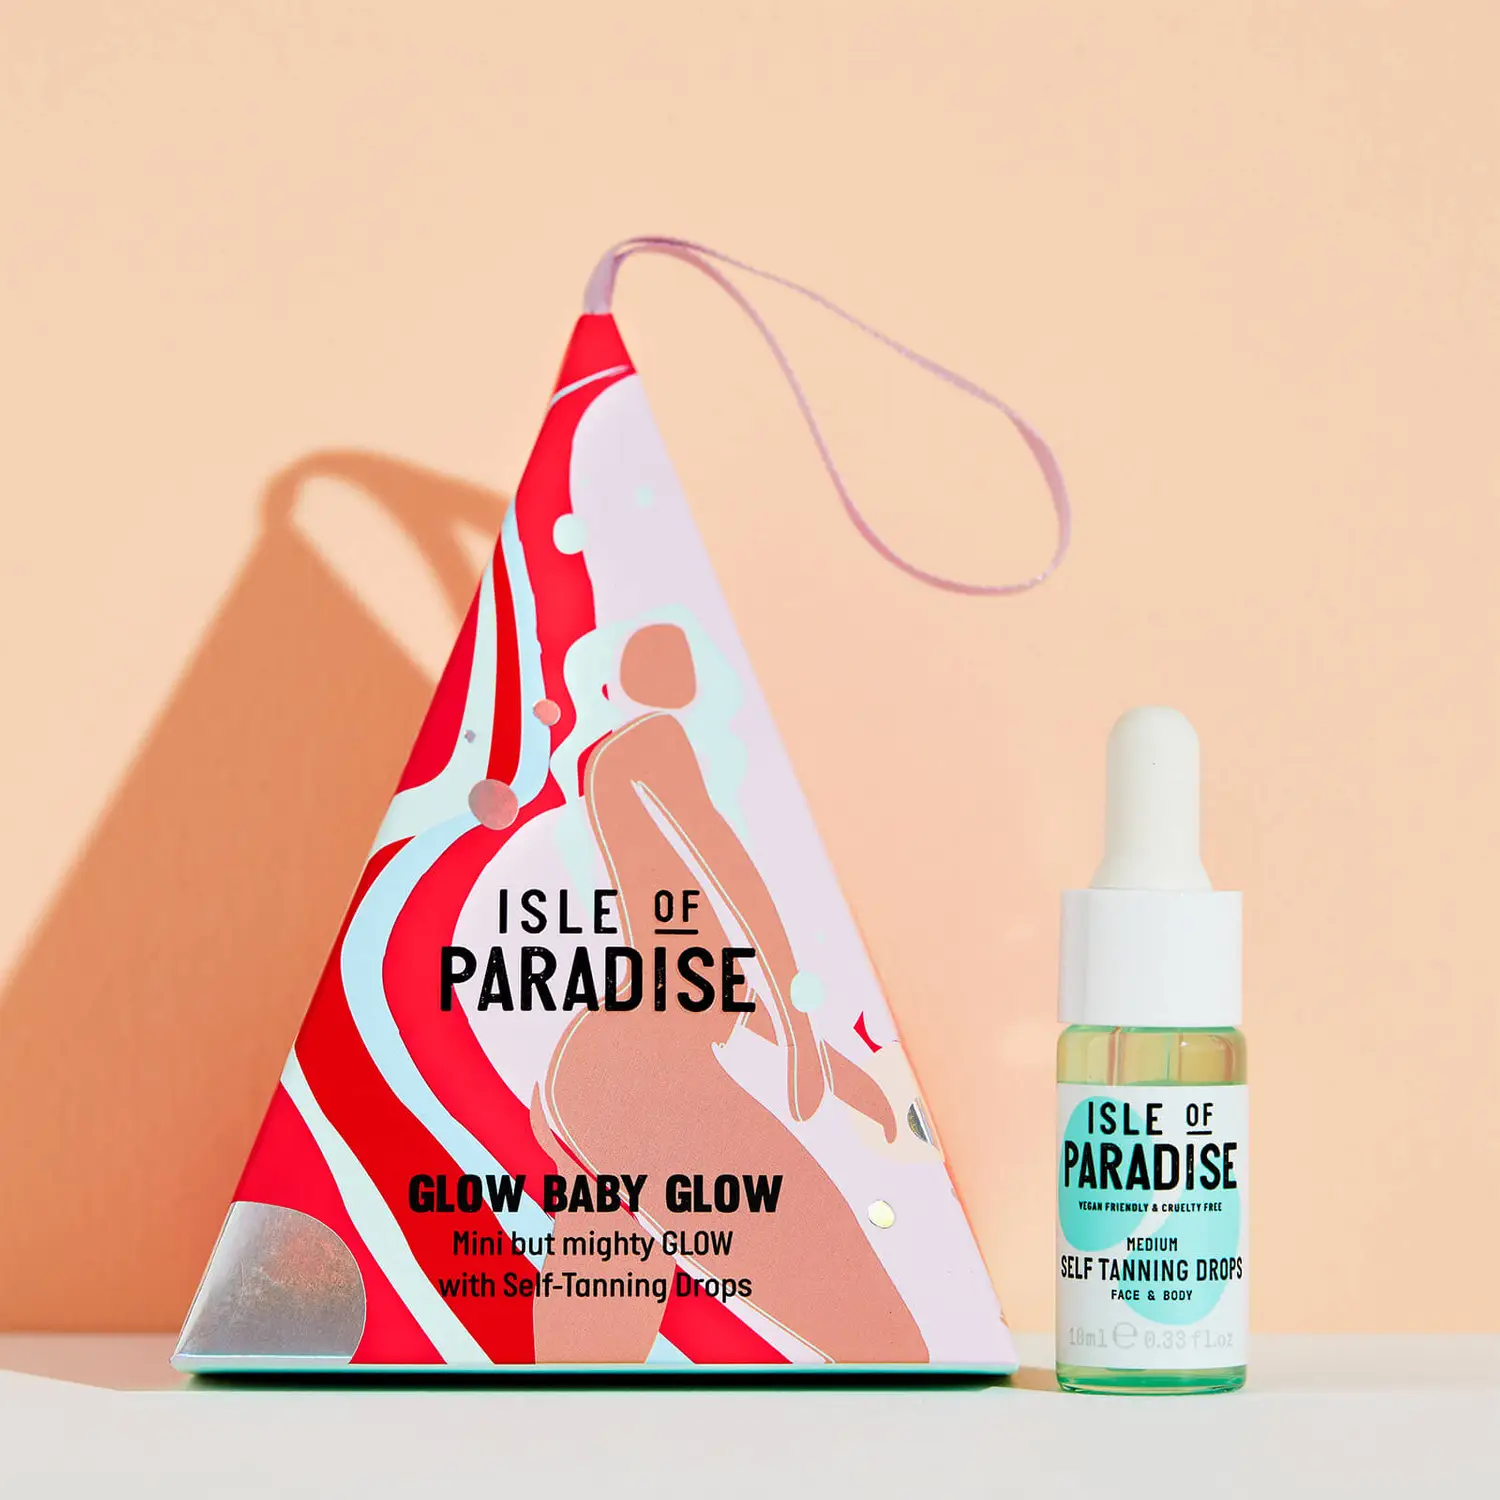 ISLE OF
PARADISE
GLOW BABY GLOW
Mini but mighty GLOW
with Self-Tanning Drops
ISLE OF
PARADISE
VEGAN FRIENDLY & CRUELTY FREE
MEDIUM
SELF TANNING DROPS
FACE & BODY
10ml ℮ 0.33 fl.oz